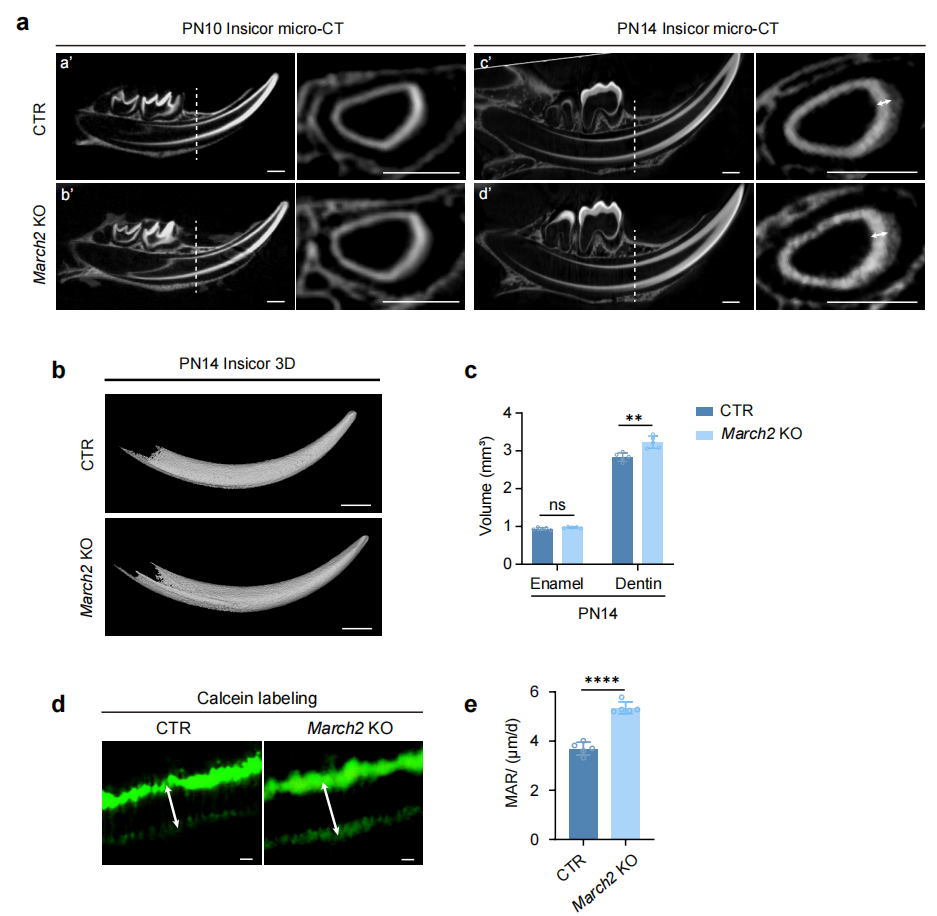 a
PN10 Insicor micro-CT
PN14 Insicor micro-CT
CTR
March2 KO
a’
b’
c’
d’
b
PN14 Insicor 3D
CTR
March2 KO
c
Volume (mm³)
4
3
2
1
0
ns
**
Enamel
Dentin
PN14
CTR
March2 KO
d
Calcein labeling
CTR
March2 KO
e
MAR/ (μm/d)
6
4
2
0
****
CTR
March2 KO